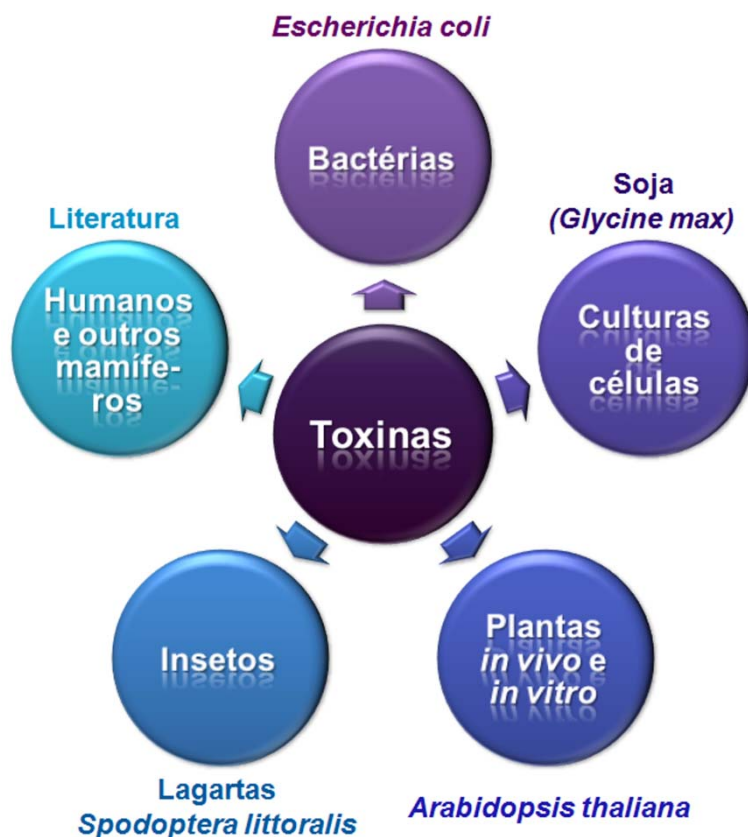 Escherichia coli
Bactérias
Soja
(Glycine max)
Culturas
de
células
Literatura
Humanos
e outros
mamífe-
ros
Toxinas
Insetos
Lagartas
Spodoptera littoralis
Plantas
in vivo e
in vitro
Arabidopsis thaliana